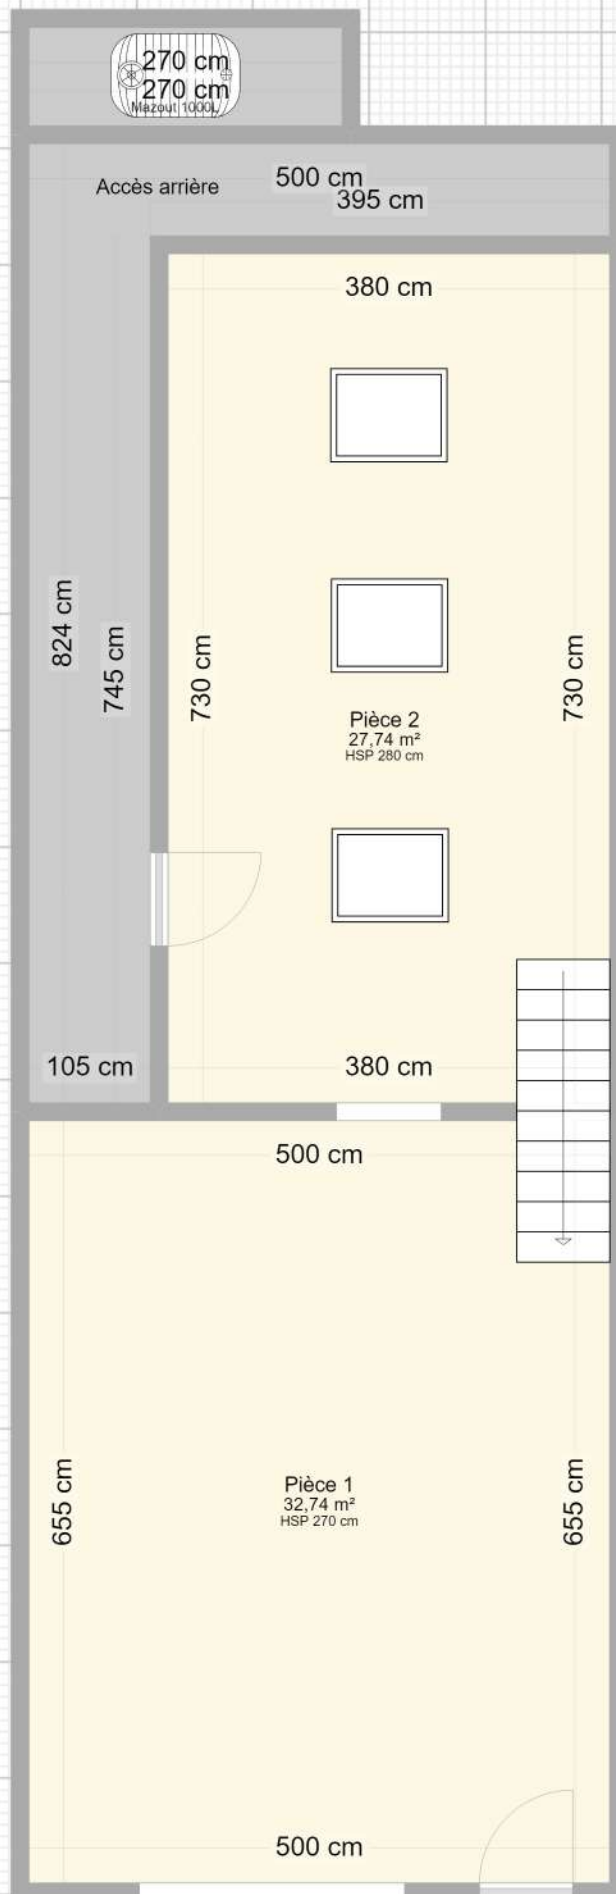 270 cm
270 cm
Mazout 1000L
Accès arrière
500 cm
395 cm
380 cm
824 cm
745 cm
730 cm
730 cm
Pièce 2
27,74 m²
HSP 280 cm
105 cm
380 cm
500 cm
655 cm
655 cm
Pièce 1
32,74 m²
HSP 270 cm
500 cm